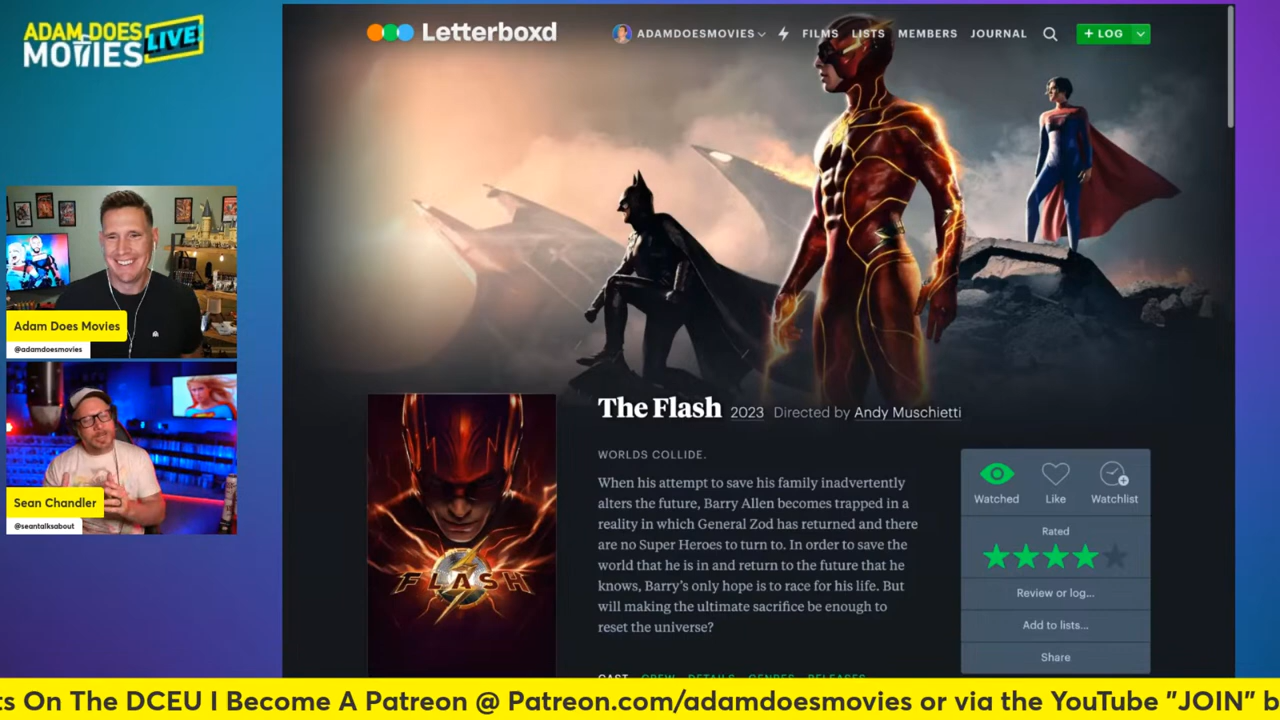 ADAM DOES
MOVIES
LIVE!
Letterboxd
ADAMDOESMOVIES
FILMS
LISTS
MEMBERS
JOURNAL
+ LOG
Adam Does Movies
@adamdoesmovies
Sean Chandler
@seantalksabout
FLASH
The Flash 2023 Directed by Andy Muschietti
WORLDS COLLIDE.
When his attempt to save his family inadvertently
alters the future, Barry Allen becomes trapped in a
reality in which General Zod has returned and there
are no Super Heroes to turn to. In order to save the
world that he is in and return to the future that he
knows, Barry's only hope is to race for his life. But
will making the ultimate sacrifice be enough to
reset the universe?
CAST CREW DETAILS GENRES RELEASES
Watched
Like
Watchlist
Rated
Review or log...
Add to lists...
Share
ts On The DCEU I Become A Patreon @ Patreon.com/adamdoesmovies or via the YouTube "JOIN" b